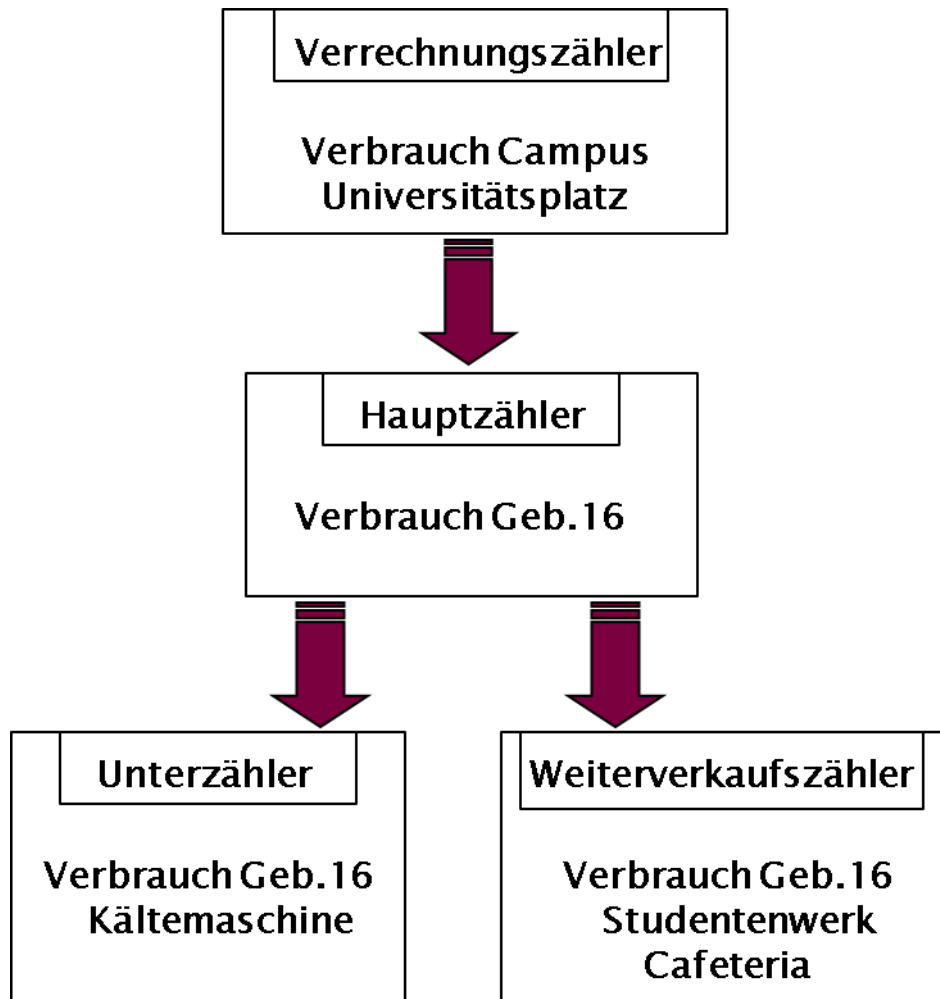 Verrechnungszähler
Verbrauch Campus
Universitätsplatz
Hauptzähler
Verbrauch Geb.16
Unterzähler
Verbrauch Geb.16
Kältemaschine
Weiterverkaufszähler
Verbrauch Geb.16
Studentenwerk
Cafeteria